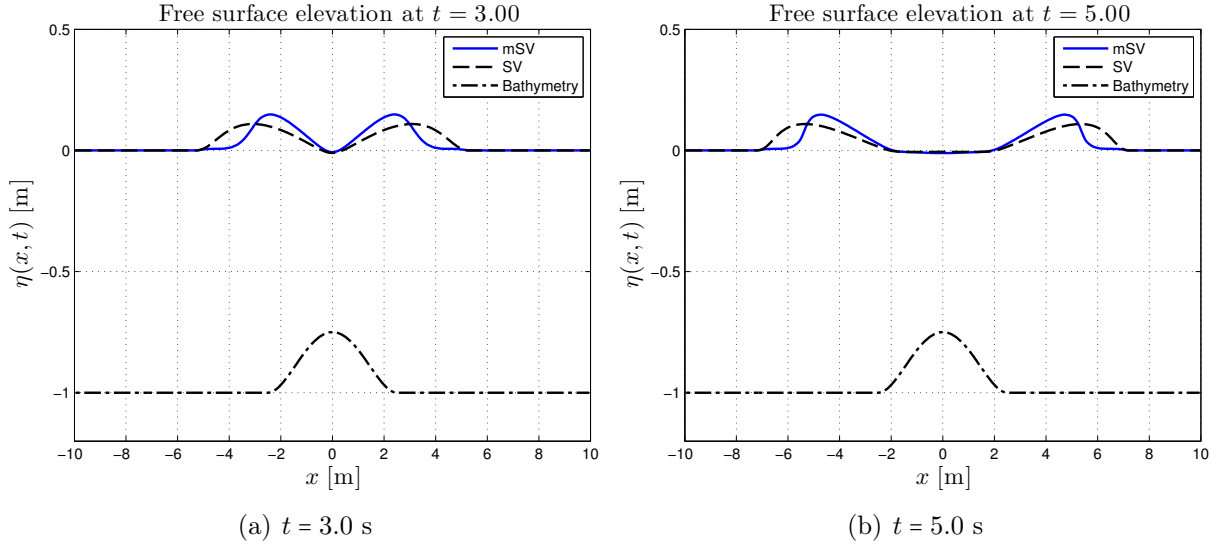 Free surface elevation at t = 3.00
mSV
SV
Bathymetry
0.5
0
−0.5
−1
η(x, t) [m]
−10 −8 −6 −4 −2 0 2 4 6 8 10
x [m]
(a) t = 3.0 s
Free surface elevation at t = 5.00
mSV
SV
Bathymetry
0.5
0
−0.5
−1
η(x, t) [m]
−10 −8 −6 −4 −2 0 2 4 6 8 10
x [m]
(b) t = 5.0 s